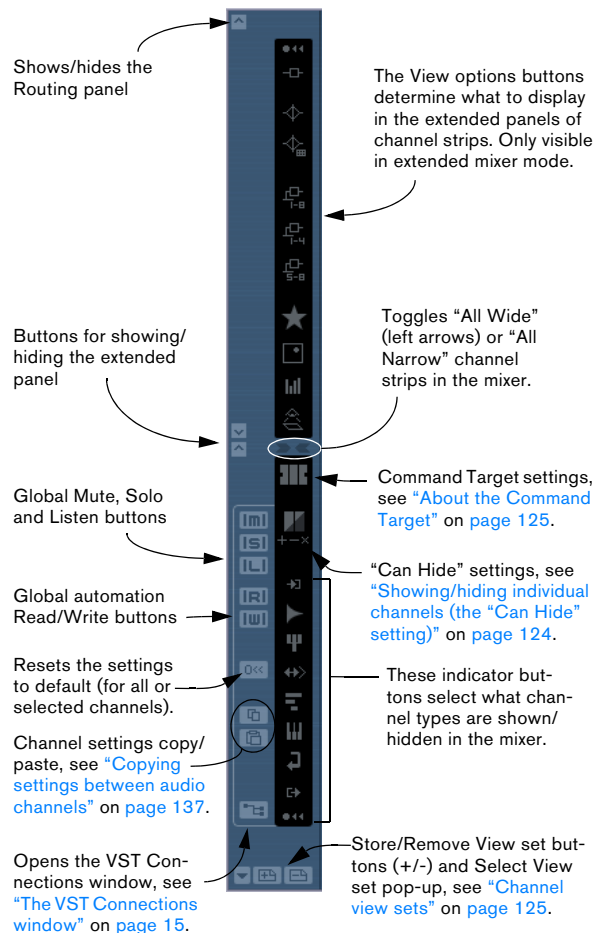 Shows/hides the
Routing panel
The View options buttons
determine what to display
in the extended panels of
channel strips. Only visible
in extended mixer mode.
1-8
1-4
5-8
Buttons for showing/
hiding the extended
panel
Toggles “All Wide”
(left arrows) or “All
Narrow” channel
strips in the mixer.
Command Target settings,
see “About the Command
Target” on page 125.
Global Mute, Solo
and Listen buttons
|m|
|S|
|L|
“Can Hide” settings, see
“Showing/hiding individual
channels (the “Can Hide”
setting)” on page 124.
Global automation
Read/Write buttons
|R|
|W|
Resets the settings
to default (for all or
selected channels).
0<<
These indicator but-
tons select what chan-
nel types are shown/
hidden in the mixer.
Channel settings copy/
paste, see “Copying
settings between audio
channels” on page 137.
Opens the VST Con-
nections window, see
“The VST Connections
window” on page 15.
Store/Remove View set but-
tons (+/-) and Select View
set pop-up, see “Channel
view sets” on page 125.